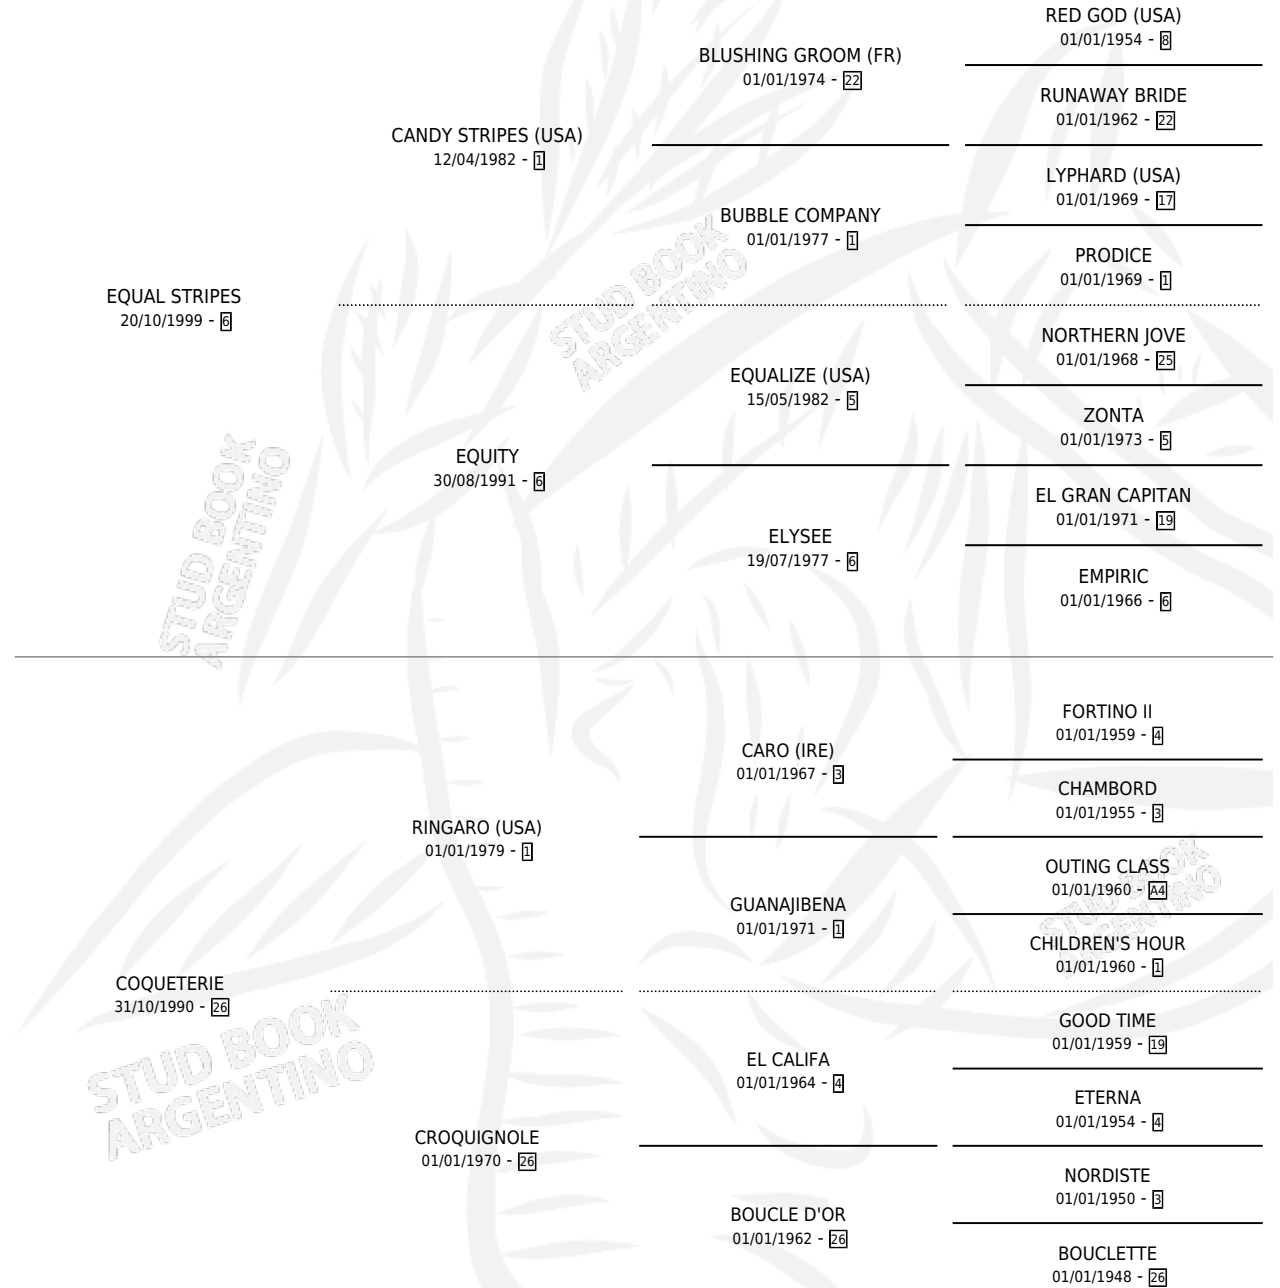 RED GOD (USA)
01/01/1954 - 8
BLUSHING GROOM (FR)
01/01/1974 - 22
RUNAWAY BRIDE
01/01/1962 - 22
CANDY STRIPES (USA)
12/04/1982 - 1
LYPHARD (USA)
01/01/1969 - 17
BUBBLE COMPANY
01/01/1977 - 1
PRODICE
01/01/1969 - 1
EQUAL STRIPES
20/10/1999 - 6
NORTHERN JOVE
01/01/1968 - 25
EQUALIZE (USA)
15/05/1982 - 5
ZONTA
01/01/1973 - 5
EQUITY
30/08/1991 - 6
EL GRAN CAPITAN
01/01/1971 - 19
ELYSEE
19/07/1977 - 6
EMPIRIC
01/01/1966 - 6
STUD BOOK
ARGENTINO
STUD BOOK
ARGENTINO
FORTINO II
01/01/1959 - 4
CARO (IRE)
01/01/1967 - 3
CHAMBORD
01/01/1955 - 3
RINGARO (USA)
01/01/1979 - 1
OUTING CLASS
01/01/1960 - A4
GUANAJIBENA
01/01/1971 - 1
CHILDREN'S HOUR
01/01/1960 - 1
STUD BOOK
ARGENTINO
COQUETERIE
31/10/1990 - 26
GOOD TIME
01/01/1959 - 19
EL CALIFA
01/01/1964 - 4
ETERNA
01/01/1954 - 4
CROQUIGNOLE
01/01/1970 - 26
NORDISTE
01/01/1950 - 3
BOUCLE D'OR
01/01/1962 - 26
BOUCLETTE
01/01/1948 - 26
STUD BOOK
ARGENTINO